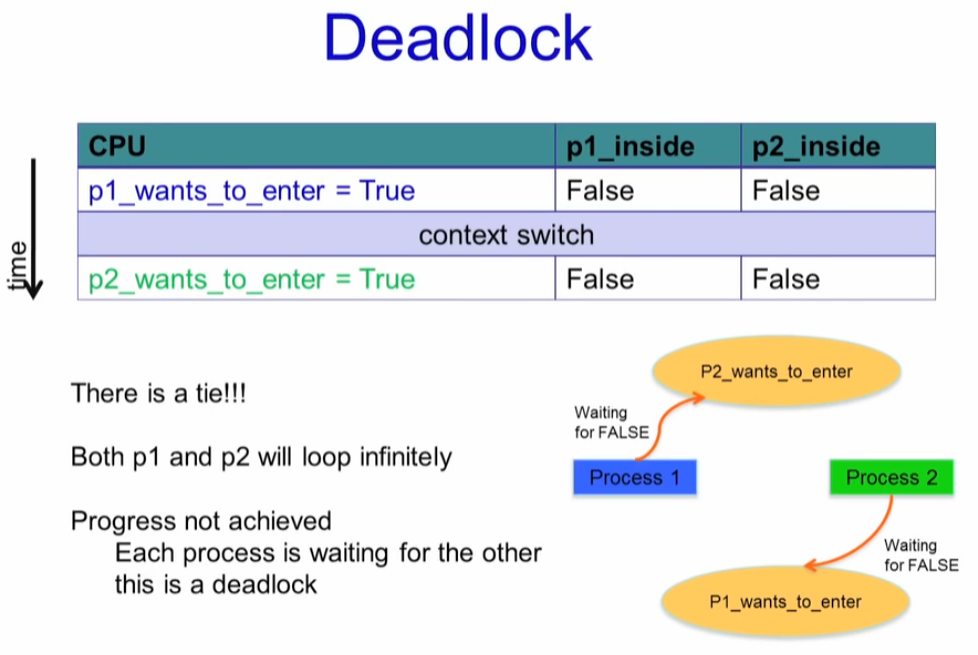 Deadlock
CPU p1_inside p2_inside
p1_wants_to_enter = True False False
context switch
p2_wants_to_enter = True False False
time
There is a tie!!!
Both p1 and p2 will loop infinitely
Progress not achieved
Each process is waiting for the other
this is a deadlock
P2_wants_to_enter
Waiting
for FALSE
Process 1
Process 2
Waiting
for FALSE
P1_wants_to_enter